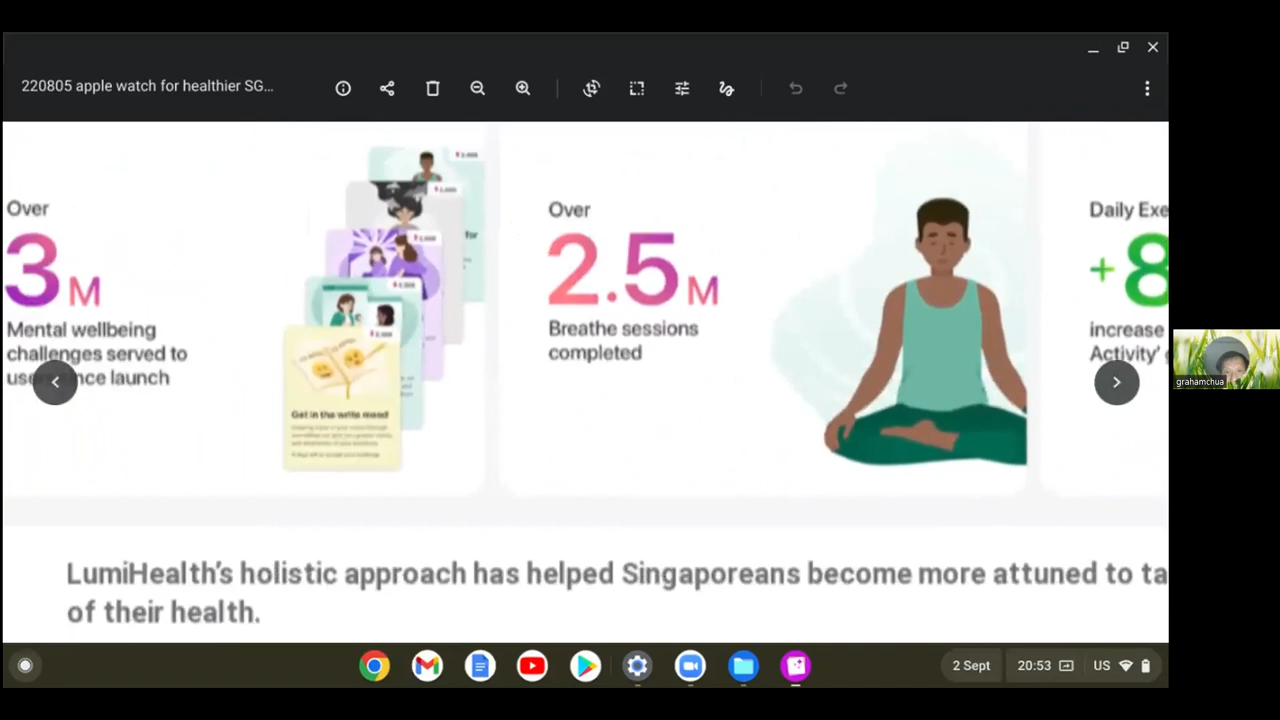 220805 apple watch for healthier SG...
Over
3M
Mental wellbeing
challenges served to
since launch
Get in the write mood
Over
2.5M
Breathe sessions
completed
Daily Exe
+8
increase
Activity'
LumiHealth's holistic approach has helped Singaporeans become more attuned to ta
of their health.
grahamchua
2 Sept
20:53
US